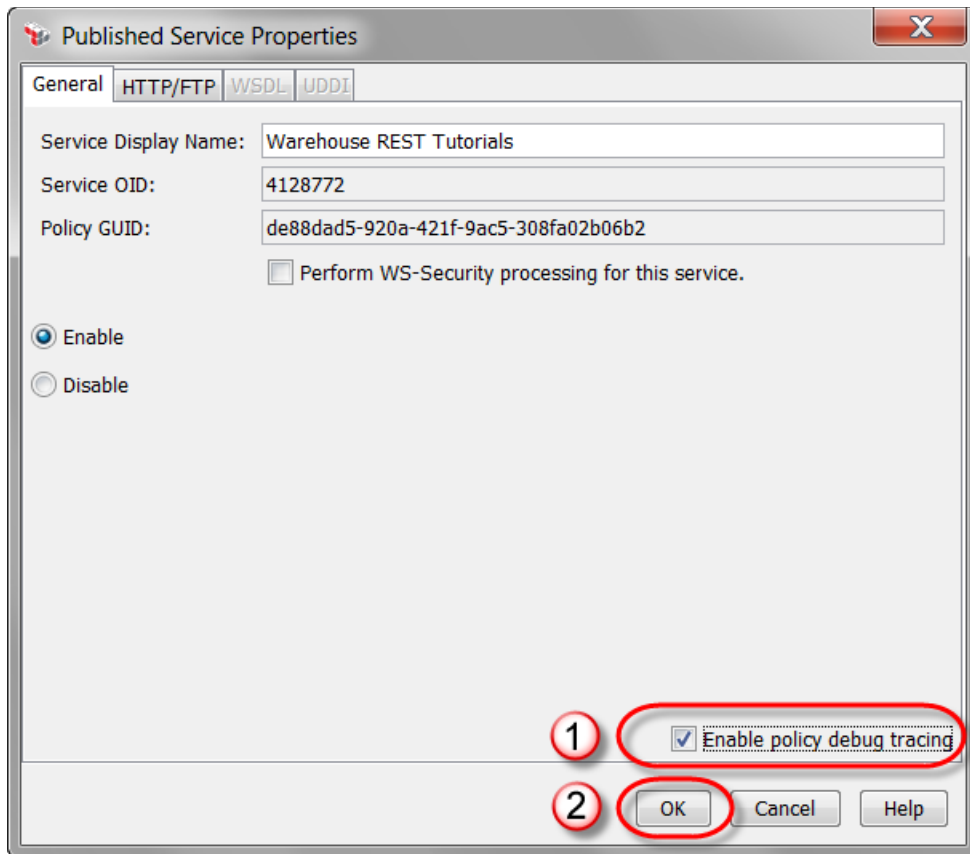 Published Service Properties
General HTTP/FTP WSDL UDDI
Service Display Name: Warehouse REST Tutorials
Service OID: 4128772
Policy GUID: de88dad5-920a-421f-9ac5-308fa02b06b2
Perform WS-Security processing for this service.
Enable
Disable
1 Enable policy debug tracing
2 OK Cancel Help